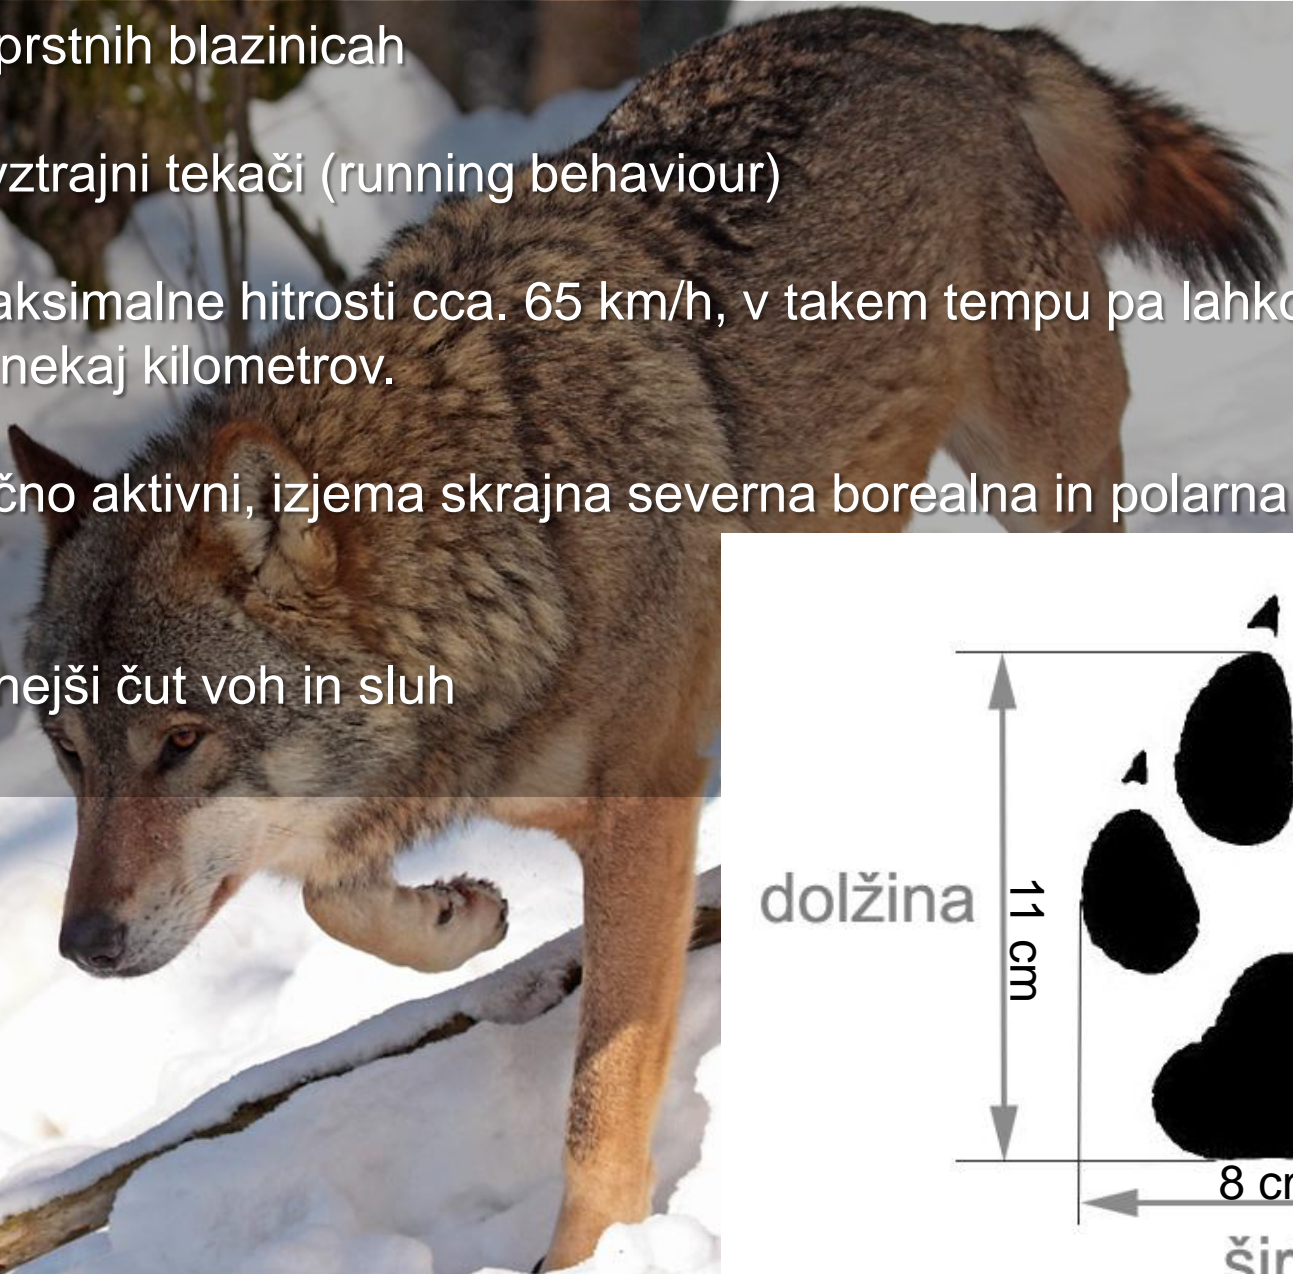 prstnih blazinicah
vztrajni tekači (running behaviour)
aksimalne hitrosti cca. 65 km/h, v takem tempu pa lahko
nekaj kilometrov.
čno aktivni, izjema skrajna severna borealna in polarna
nejši čut voh in sluh
dolžina
11 cm
8 cm
šir